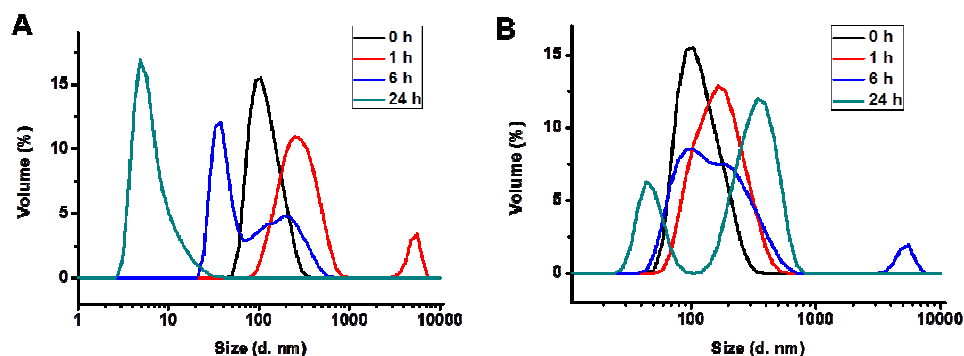 A
0 h
1 h
6 h
24 h
15
10
5
0
Volume (%)
1 10 100 1000 10000
Size (d. nm)
B
0 h
1 h
6 h
24 h
15
10
5
0
Volume (%)
100 1000 10000
Size (d. nm)